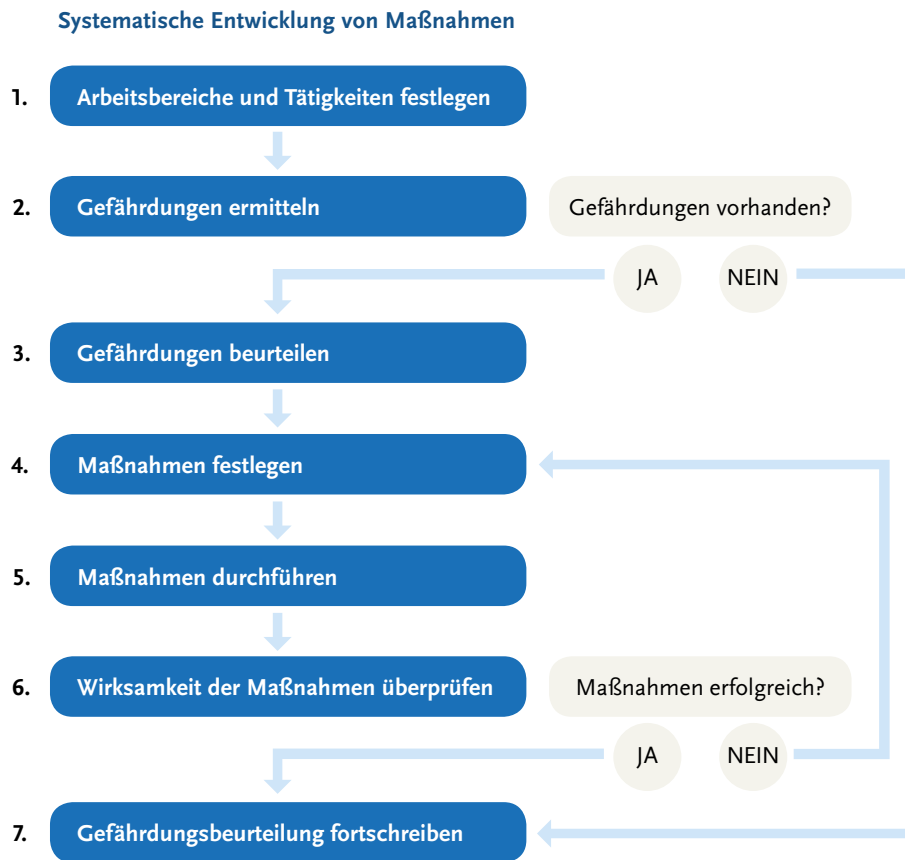 Systematische Entwicklung von Maßnahmen
1. Arbeitsbereiche und Tätigkeiten festlegen
2. Gefährdungen ermitteln
Gefährdungen vorhanden?
JA
NEIN
3. Gefährdungen beurteilen
4. Maßnahmen festlegen
5. Maßnahmen durchführen
6. Wirksamkeit der Maßnahmen überprüfen
Maßnahmen erfolgreich?
JA
NEIN
7. Gefährdungsbeurteilung fortschreiben